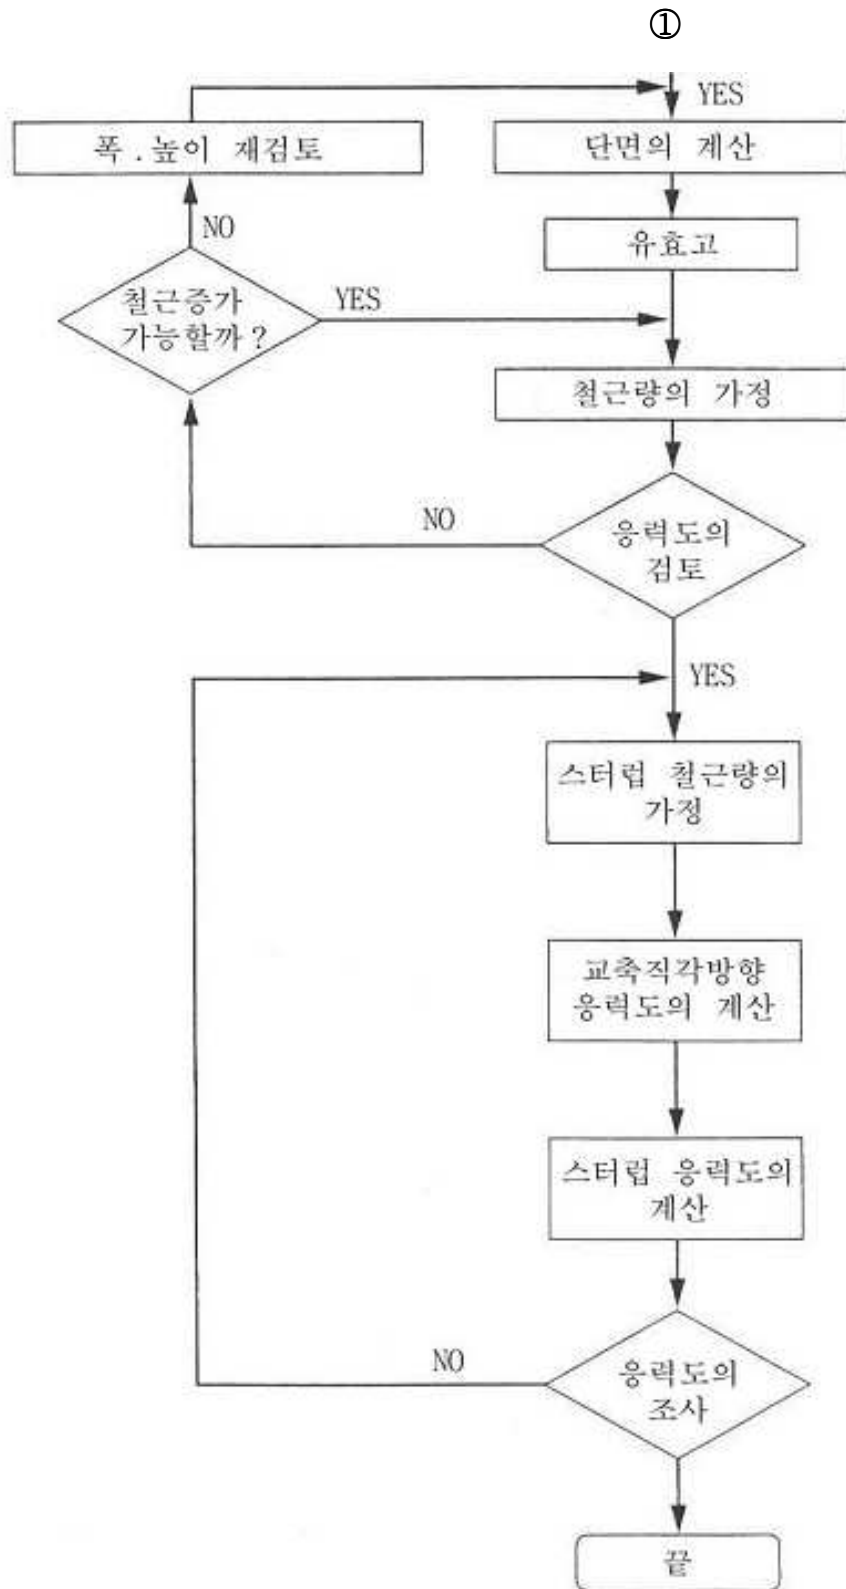 ①
YES
폭 . 높이 재검토
단면의 계산
NO
유효고
철근증가
가능할까 ?
YES
철근량의 가정
NO
응력도의
검토
YES
스터럽 철근량의
가정
교축직각방향
응력도의 계산
스터럽 응력도의
계산
NO
응력도의
조사
끝